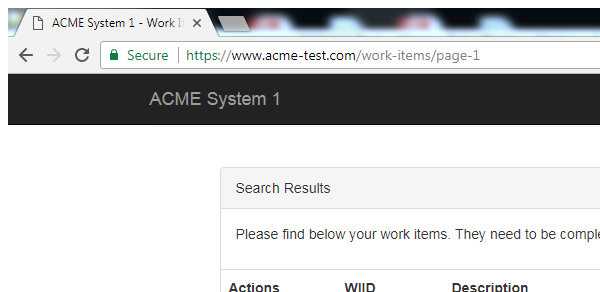 ACME System 1 - Work It
Secure https://www.acme-test.com/work-items/page-1
ACME System 1
Search Results
Please find below your work items. They need to be comple
Actions WIID Description